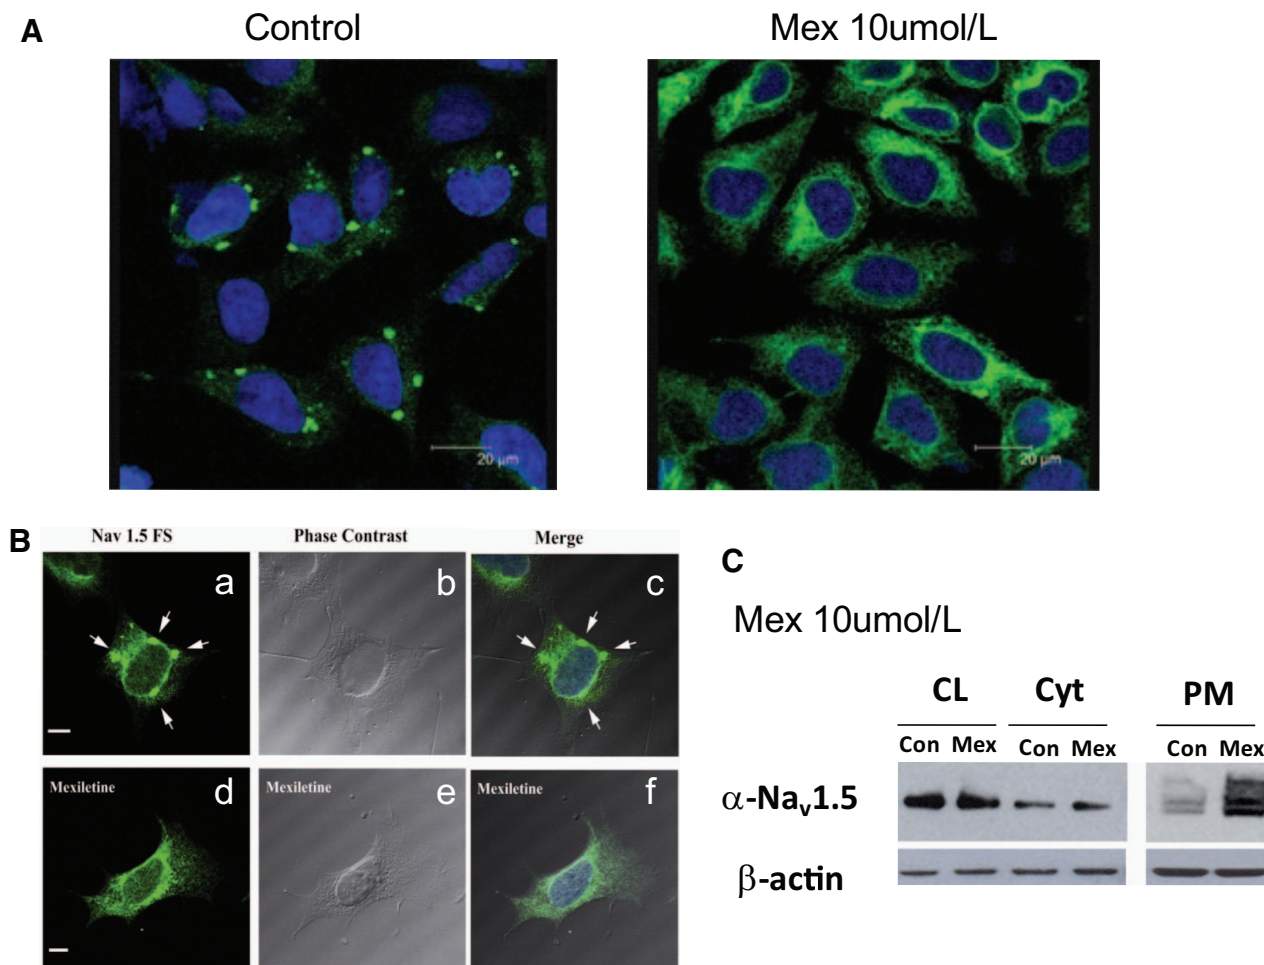 A
Control
Mex 10umol/L
20 µm
20 µm
B
Nav 1.5 FS
Phase Contrast
Merge
a
b
c
Mexiletine
d
Mexiletine
e
Mexiletine
f
C
Mex 10umol/L
CL
Cyt
PM
Con Mex
Con Mex
Con Mex
α-Naᵥ1.5
β-actin